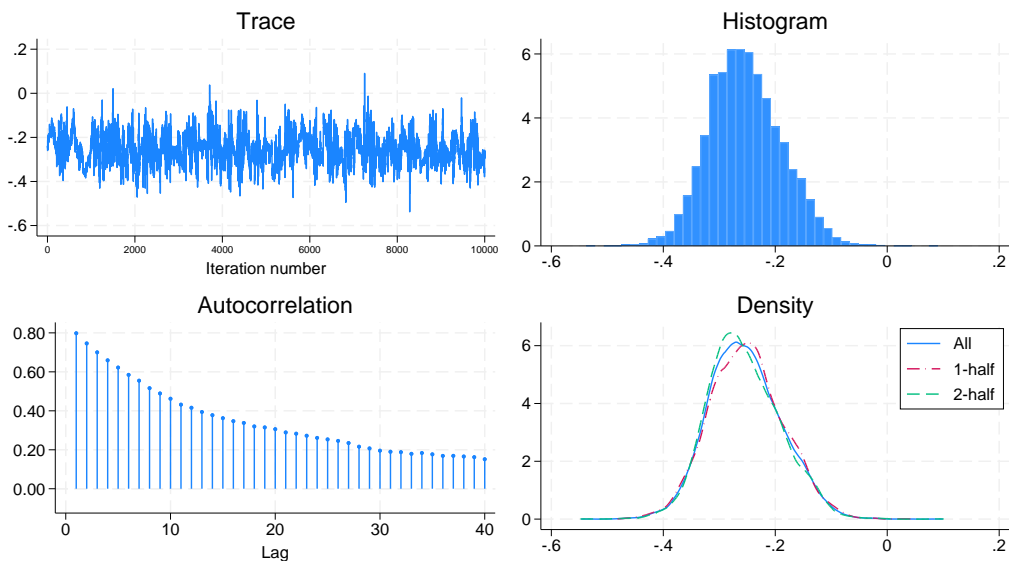 Trace
.2
0
-.2
-.4
-.6
0 2000 4000 6000 8000 10000
Iteration number
Histogram
6
4
2
0
-.6 -.4 -.2 0 .2
Autocorrelation
0.80
0.60
0.40
0.20
0.00
0 10 20 30 40
Lag
Density
6
4
2
0
-.6 -.4 -.2 0 .2
All
1-half
2-half